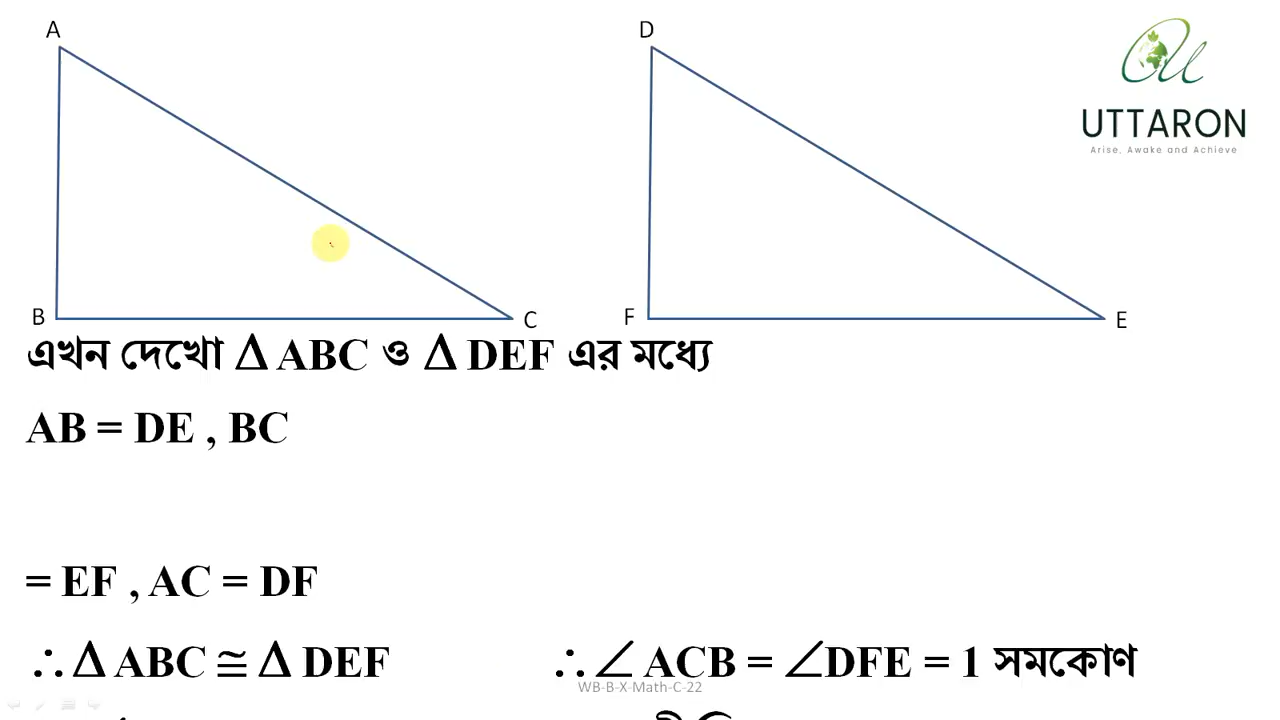 A
D
UTTARON
Arise, Awake and Achieve
B
C
F
E
এখন দেখো Δ ABC ও Δ DEF এর মধ্যে
AB = DE , BC
= EF , AC = DF
∴ Δ ABC ≅ Δ DEF ∴ ∠ ACB = ∠DFE = 1 সমকোণ
WB-B-X-Math-C-22